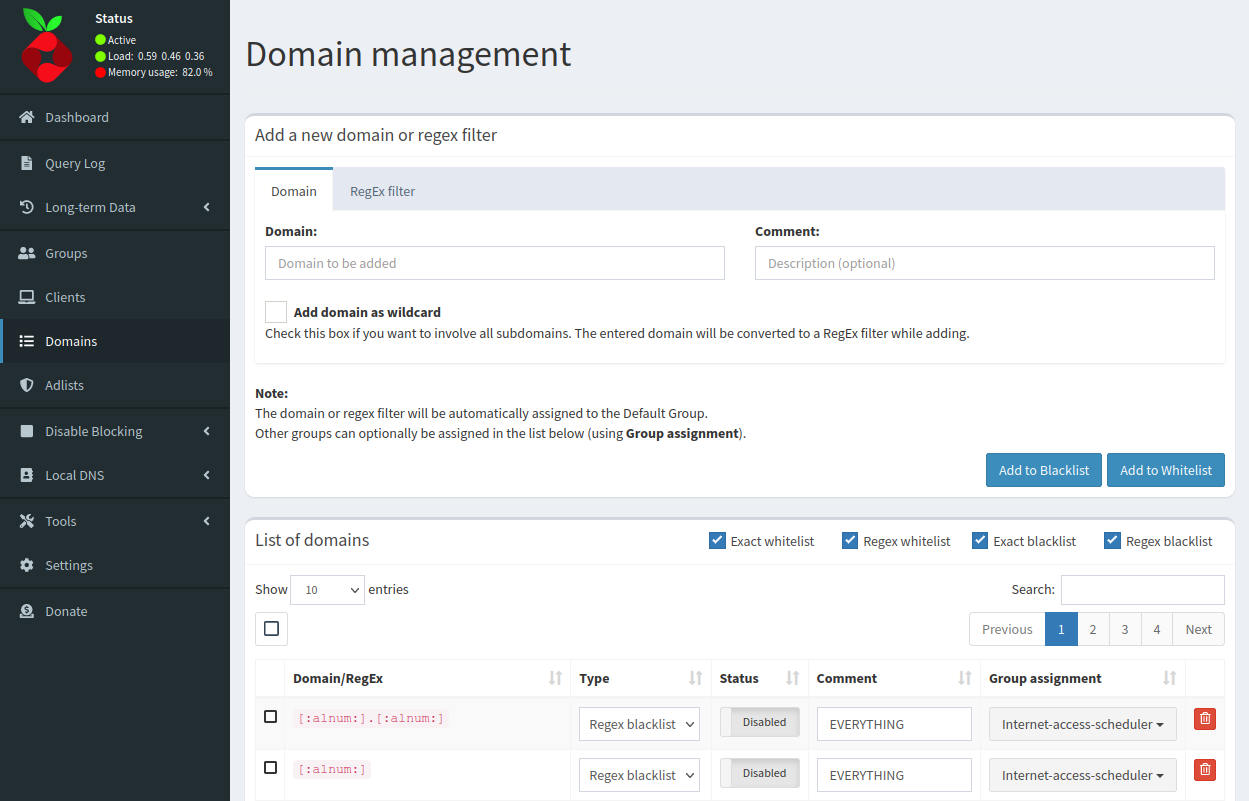 Status
Active
Load: 0.59 0.46 0.36
Memory usage: 82.0 %
Dashboard
Query Log
Long-term Data
Groups
Clients
Domains
Adlists
Disable Blocking
Local DNS
Tools
Settings
Donate
Domain management
Add a new domain or regex filter
Domain RegEx filter
Domain: Comment:
Domain to be added Description (optional)
Add domain as wildcard
Check this box if you want to involve all subdomains. The entered domain will be converted to a RegEx filter while adding.
Note:
The domain or regex filter will be automatically assigned to the Default Group.
Other groups can optionally be assigned in the list below (using Group assignment).
Add to Blacklist Add to Whitelist
List of domains Exact whitelist Regex whitelist Exact blacklist Regex blacklist
Show 10 entries Search:
Previous 1 2 3 4 Next
Domain/RegEx Type Status Comment Group assignment
[:alnum:].[:alnum:] Regex blacklist Disabled EVERYTHING Internet-access-scheduler
[:alnum:] Regex blacklist Disabled EVERYTHING Internet-access-scheduler